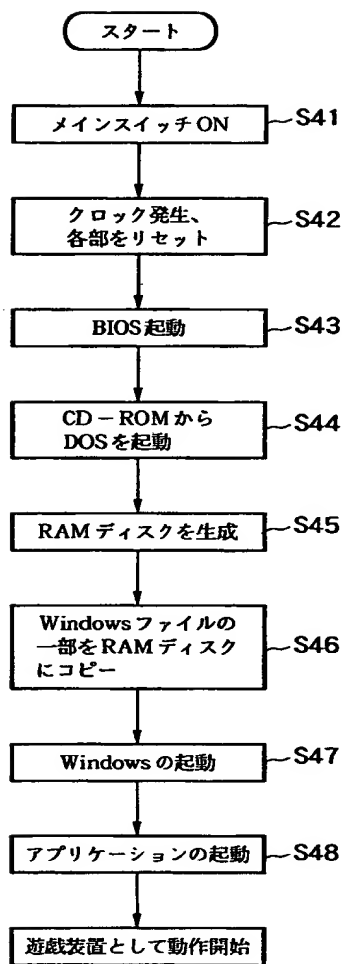 スタート
メインスイッチON
S41
クロック発生、
各部をリセット
S42
BIOS起動
S43
CD－ROMから
DOSを起動
S44
RAMディスクを生成
S45
Windowsファイルの
一部をRAMディスク
にコピー
S46
Windowsの起動
S47
アプリケーションの起動
S48
遊戯装置として動作開始